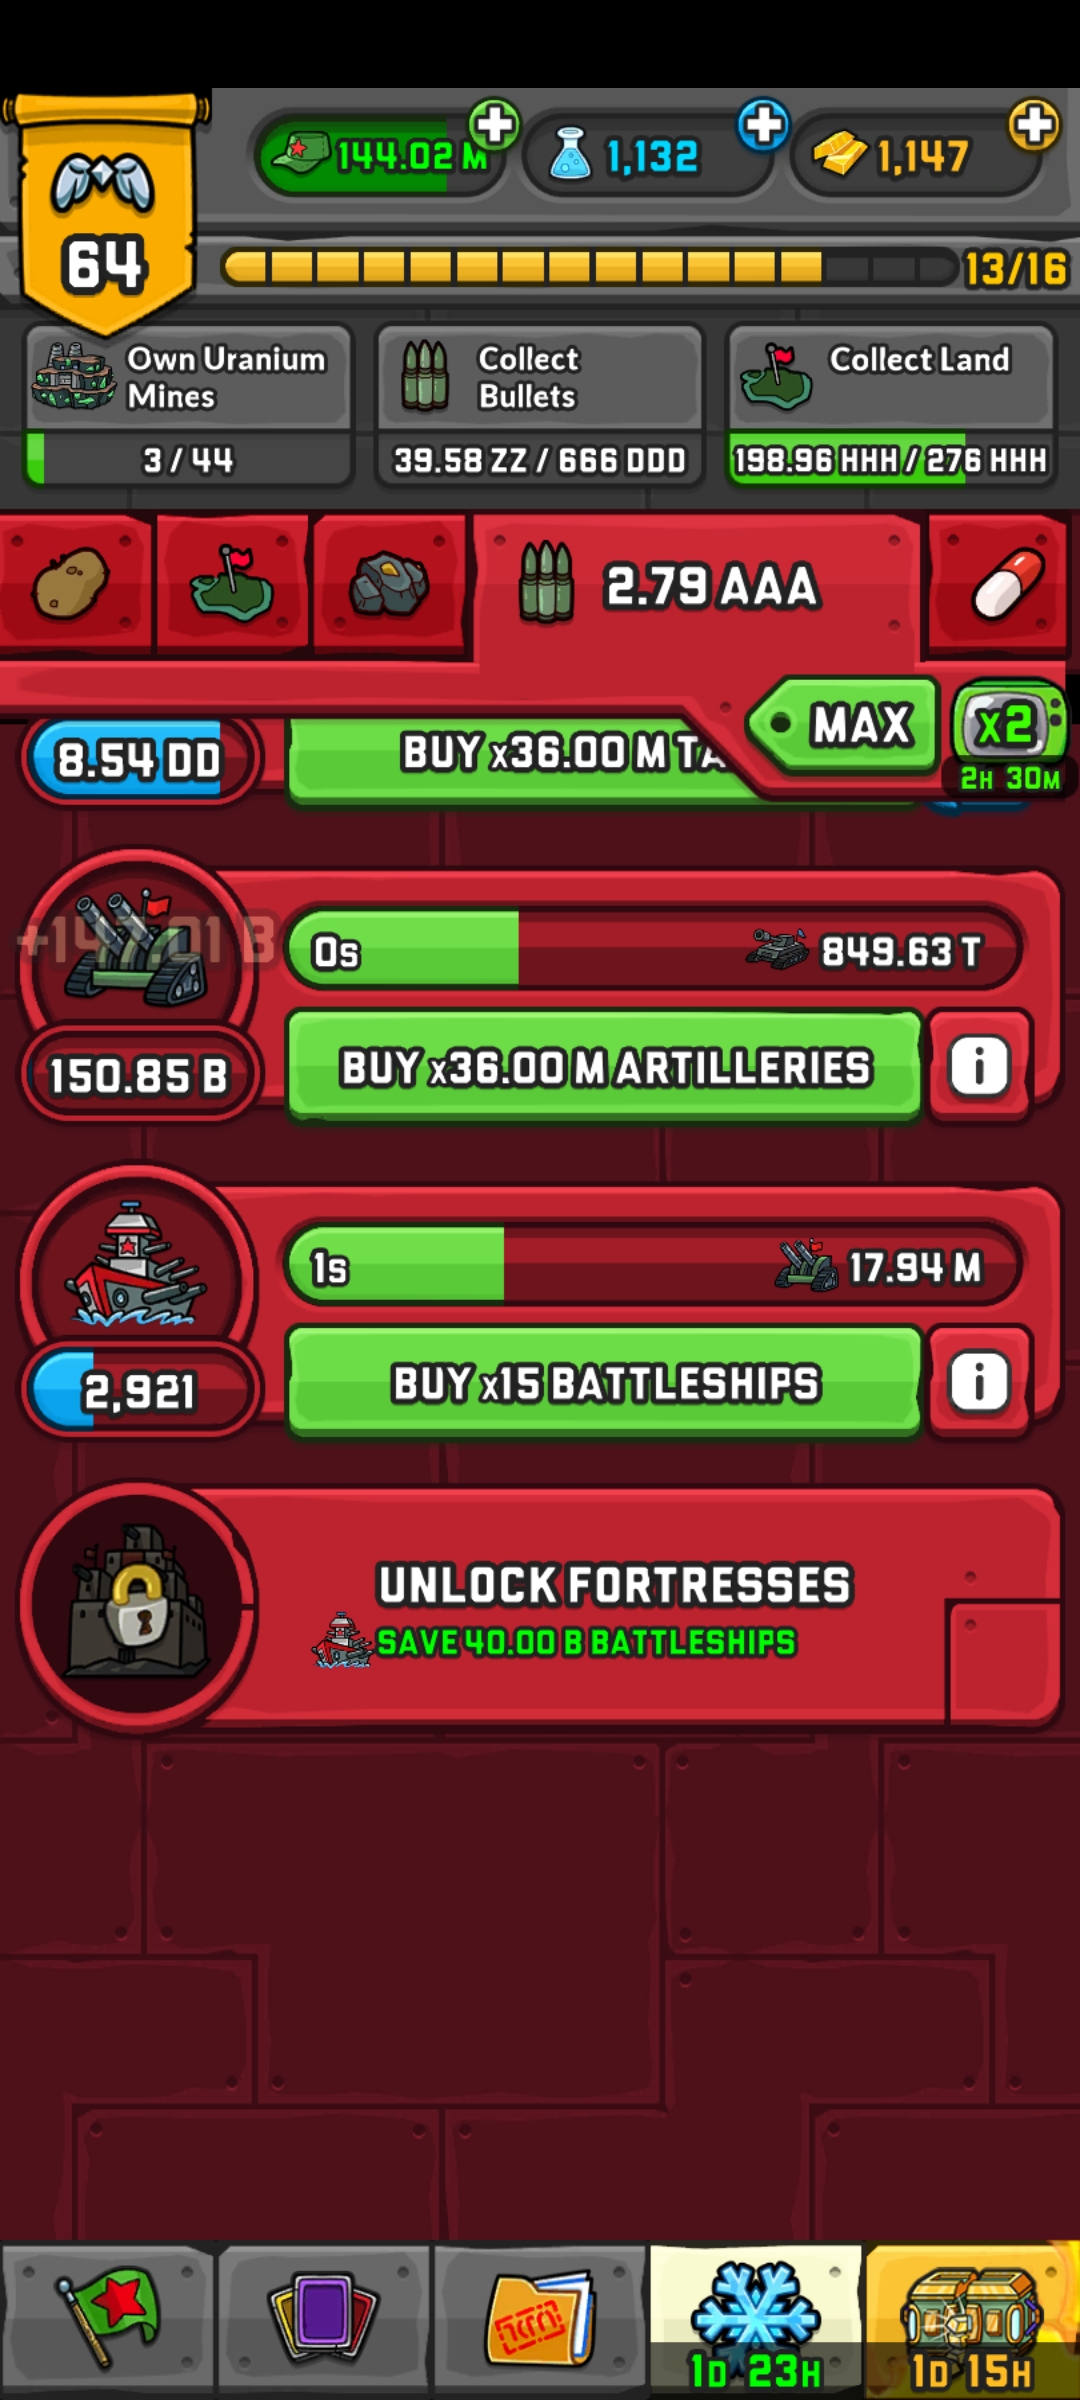 144.02 M
1,132
1,147
64
13/16
Own Uranium
Mines
3 / 44
Collect
Bullets
39.58 ZZ / 666 DDD
Collect Land
198.96 HHH / 276 HHH
2.79 AAA
MAX
x2
2H 30M
8.54 DD
BUY x36.00 M TA
0s
849.63 T
150.85 B
BUY x36.00 M ARTILLERIES
i
1s
17.94 M
2,921
BUY x15 BATTLESHIPS
i
UNLOCK FORTRESSES
SAVE 40.00 B BATTLESHIPS
1D 23H
1D 15H